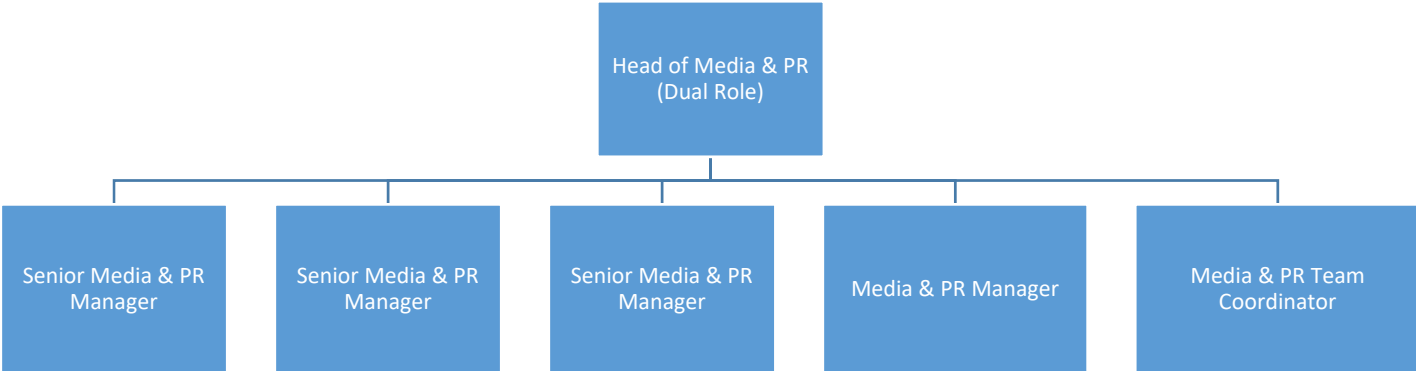 Head of Media & PR
(Dual Role)
Senior Media & PR
Manager
Senior Media & PR
Manager
Senior Media & PR
Manager
Media & PR Manager
Media & PR Team
Coordinator